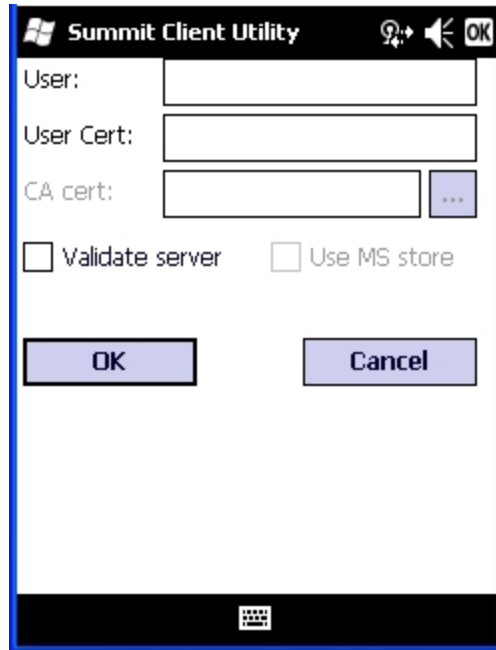 Summit Client Utility OK
User:
User Cert:
CA cert: ...
Validate server Use MS store
OK Cancel